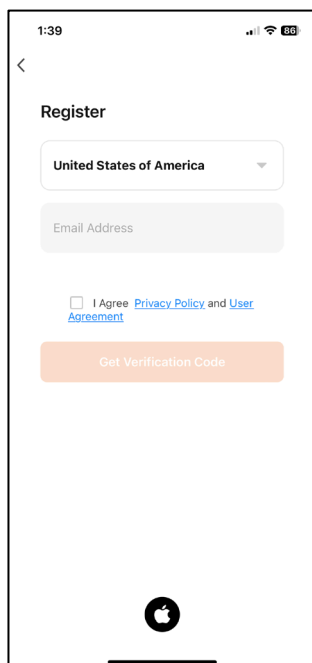 1:39
86
Register
United States of America
Email Address
I Agree Privacy Policy and User
Agreement
Get Verification Code